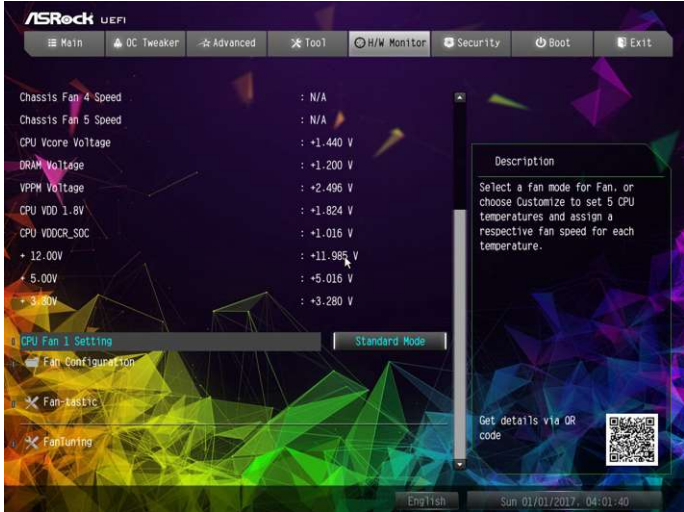 ASRock UEFI
Main
OC Tweaker
Advanced
Tool
H/W Monitor
Security
Boot
Exit
Chassis Fan 4 Speed : N/A
Chassis Fan 5 Speed : N/A
CPU Vcore Voltage : +1.440 V
DRAM Voltage : +1.200 V
VPPM Voltage : +2.496 V
CPU VDD 1.8V : +1.824 V
CPU VDDCR_SOC : +1.016 V
+ 12.00V : +11.985 V
+ 5.00V : +5.016 V
+ 3.30V : +3.280 V
CPU Fan 1 Setting Standard Mode
Fan Configuration
Fan-tastic
FanTuning
Description
Select a fan mode for Fan, or
choose Customize to set 5 CPU
temperatures and assign a
respective fan speed for each
temperature.
Get details via QR
code
English
Sun 01/01/2017, 04:01:40